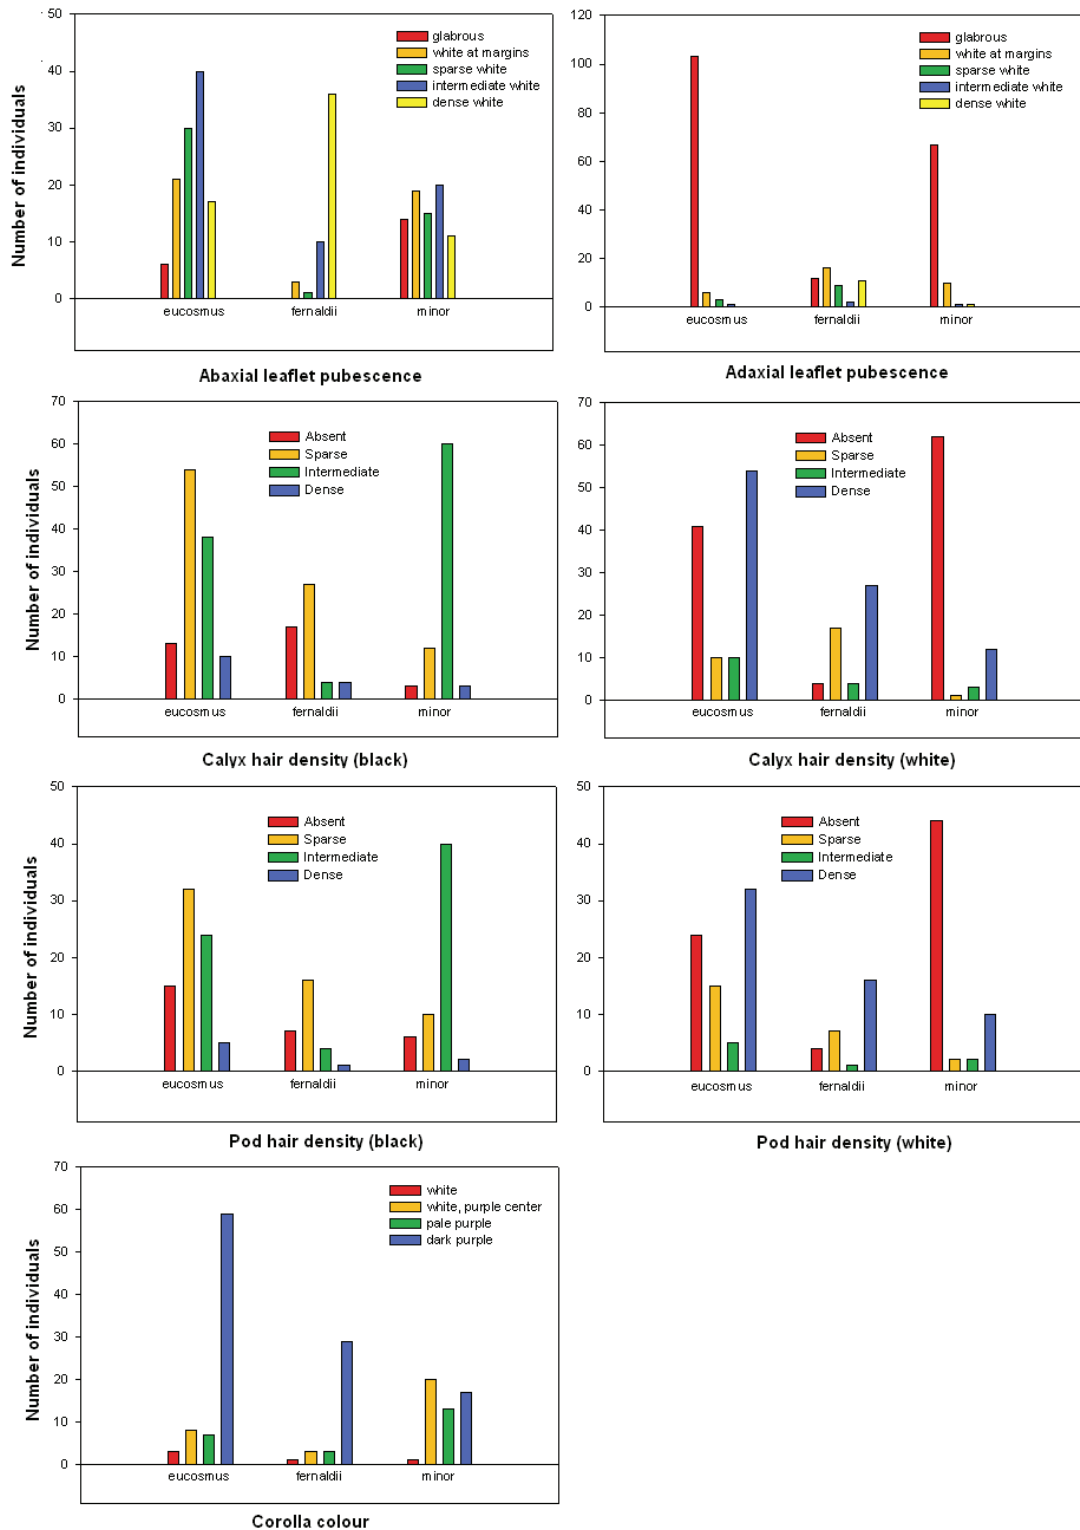 Number of individuals
50
40
30
20
10
0
glabrous
white at margins
sparse white
intermediate white
dense white
eucosmus fernaldii minor
Abaxial leaflet pubescence
120
100
80
60
40
20
0
glabrous
white at margins
sparse white
intermediate white
dense white
eucosmus fernaldii minor
Adaxial leaflet pubescence
Number of individuals
70
60
50
40
30
20
10
0
Absent
Sparse
Intermediate
Dense
eucosmus fernaldii minor
Calyx hair density (black)
70
60
50
40
30
20
10
0
Absent
Sparse
Intermediate
Dense
eucosmus fernaldii minor
Calyx hair density (white)
Number of individuals
50
40
30
20
10
0
Absent
Sparse
Intermediate
Dense
eucosmus fernaldii minor
Pod hair density (black)
50
40
30
20
10
0
Absent
Sparse
Intermediate
Dense
eucosmus fernaldii minor
Pod hair density (white)
Number of individuals
70
60
50
40
30
20
10
0
white
white, purple center
pale purple
dark purple
eucosmus fernaldii minor
Corolla colour